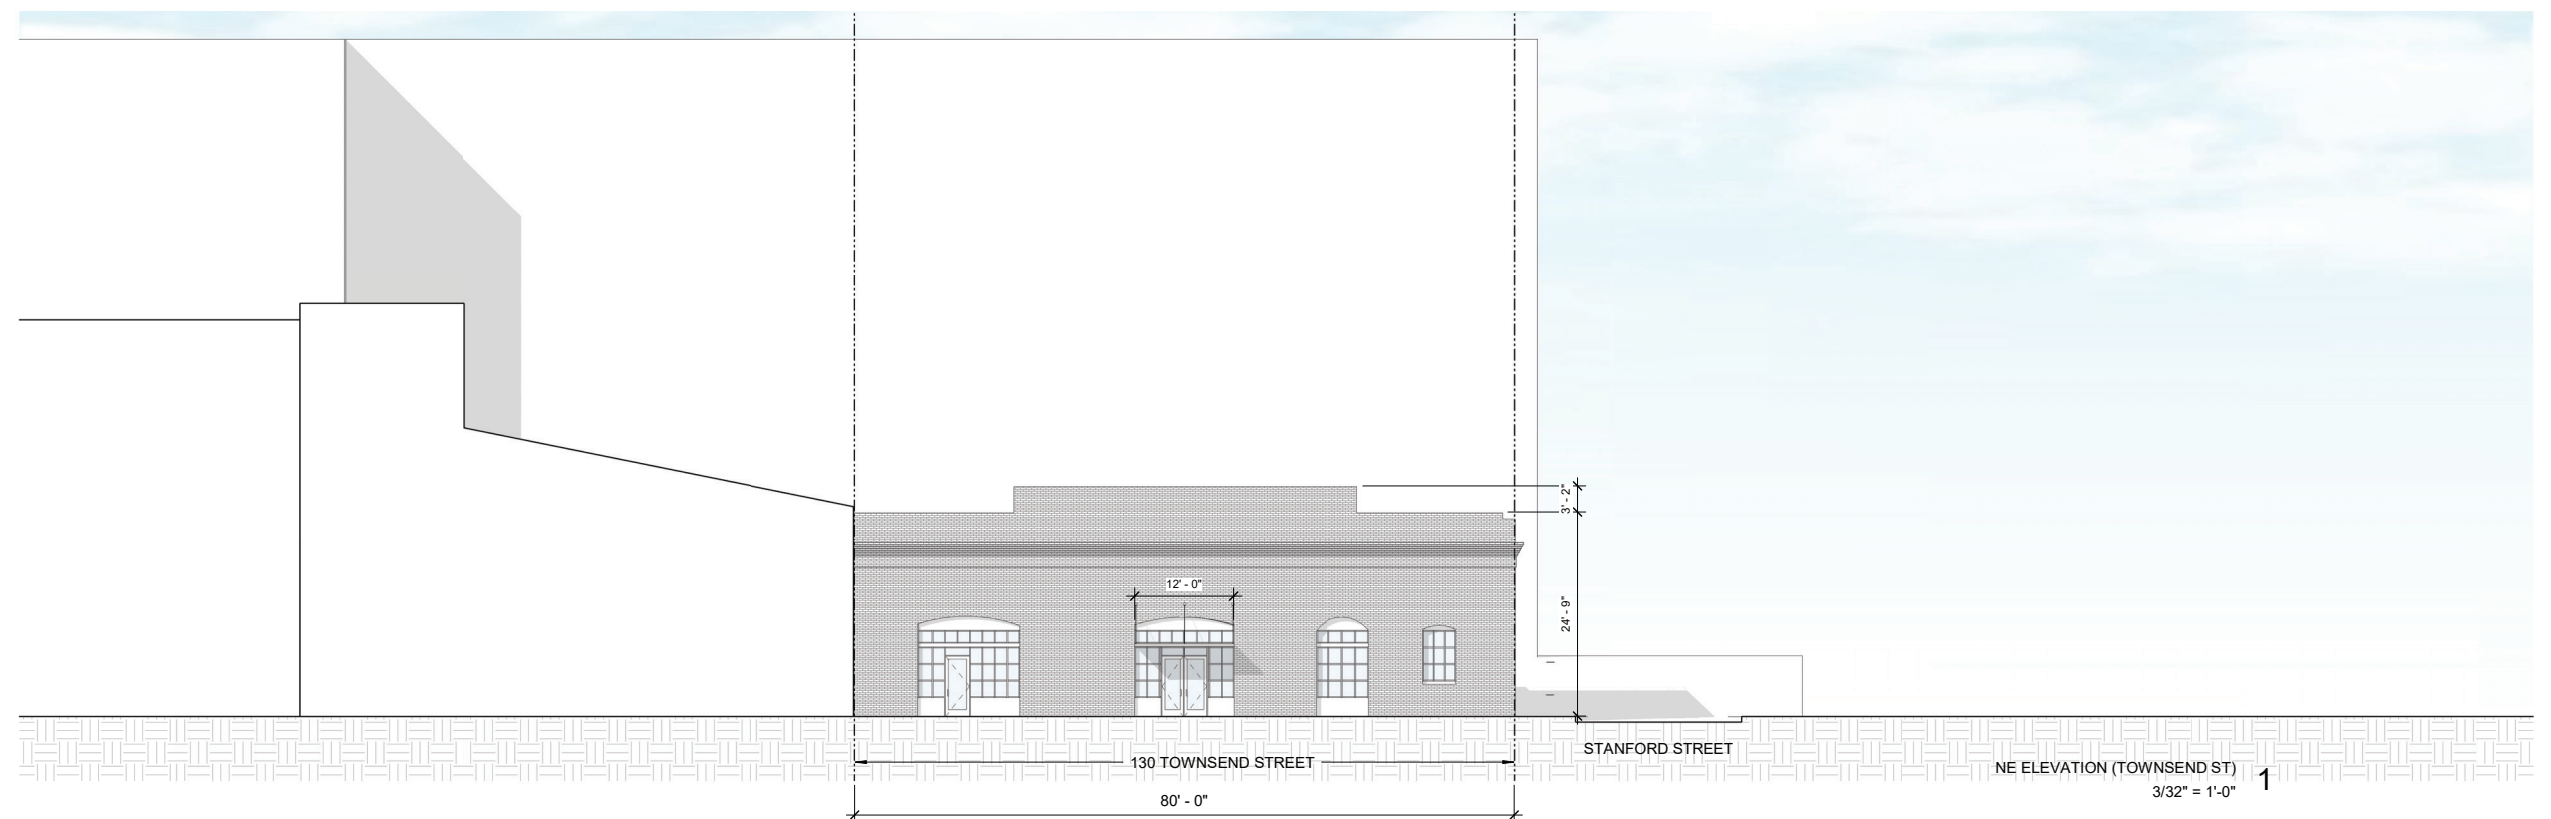 3' - 2"
12' - 0"
24' - 9"
STANFORD STREET
130 TOWNSEND STREET
NE ELEVATION (TOWNSEND ST) 1
3/32" = 1'-0"
80' - 0"